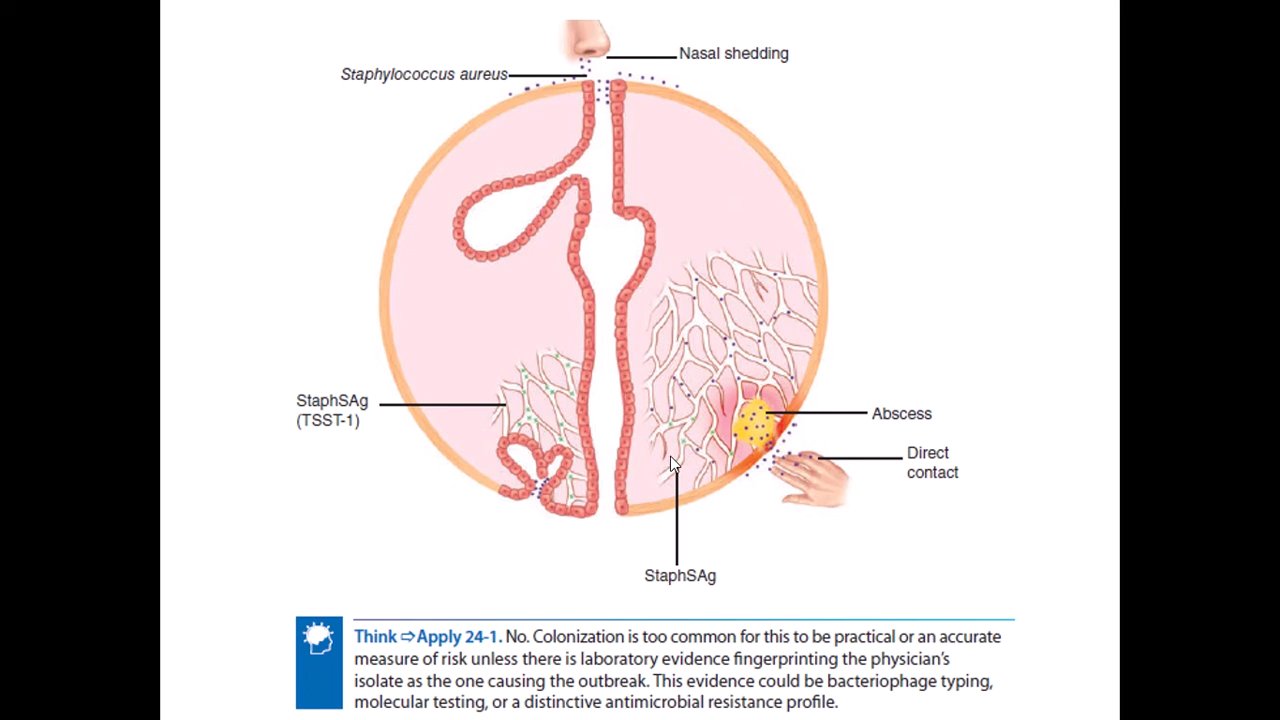 Nasal shedding
Staphylococcus aureus
StaphSAg
(TSST-1)
Abscess
Direct
contact
StaphSAg
Think ⇨Apply 24-1. No. Colonization is too common for this to be practical or an accurate
measure of risk unless there is laboratory evidence fingerprinting the physician's
isolate as the one causing the outbreak. This evidence could be bacteriophage typing,
molecular testing, or a distinctive antimicrobial resistance profile.